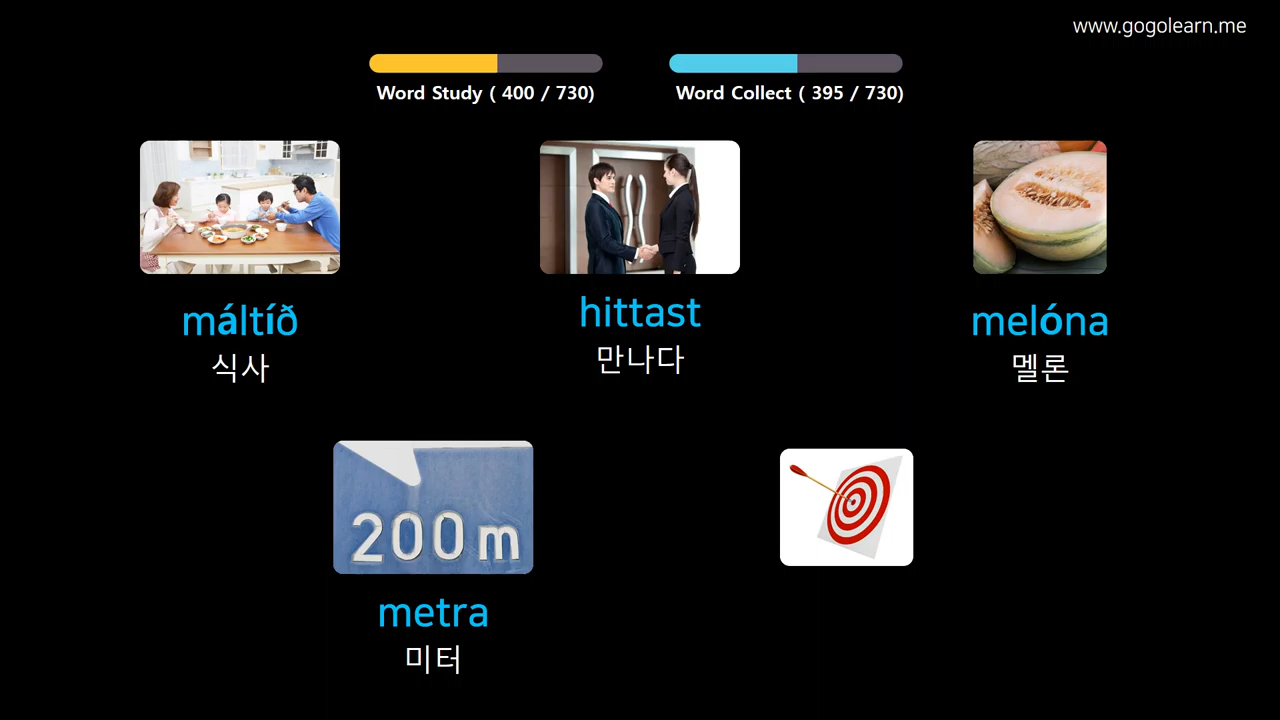 www.gogolearn.me
Word Study ( 400 / 730)
Word Collect ( 395 / 730)
máltíð
식사
hittast
만나다
melóna
멜론
200m
metra
미터